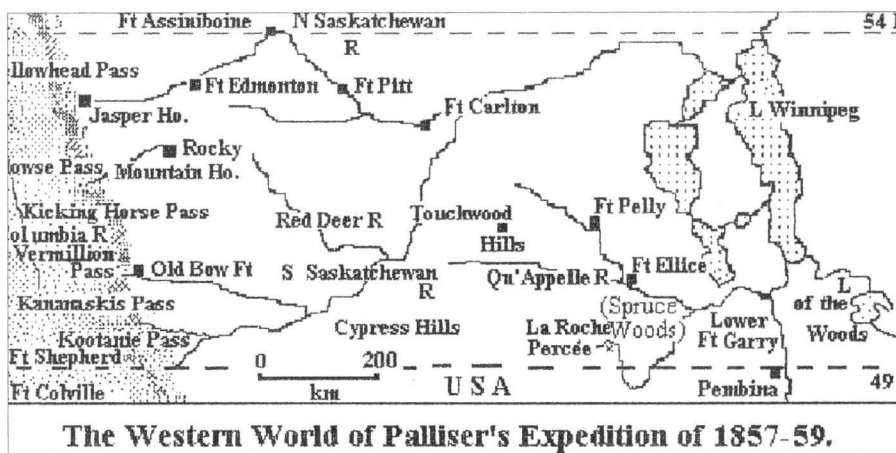 Ft Assiniboine N Saskatchewan R 54
llowhead Pass
Ft Edmonton Ft Pitt
Jasper Ho. Ft Carlton L Winnipeg
Rocky Mountain Ho.
owse Pass
Kicking Horse Pass
Red Deer R
Touchwood Hills
Ft Pelly
olumbia R
Vermillion Pass
Old Bow Ft
S Saskatchewan R
Qu'Appelle R
Ft Ellice
L of the Woods
Kananaskis Pass
(Spruce Woods)
Kootanie Pass
Cypress Hills
La Roche Percée
Lower Ft Garry
Ft Shepherd
0 200
km
USA
49
Ft Colville
Pembina
The Western World of Palliser's Expedition of 1857-59.